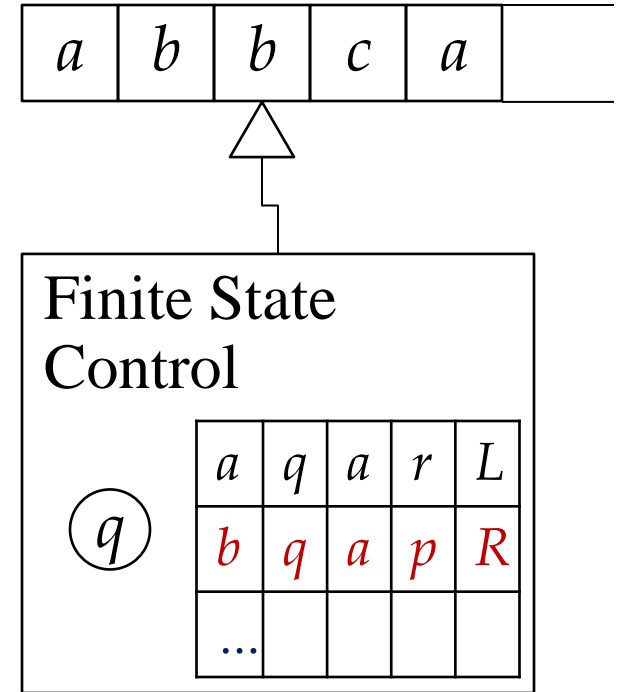 a b b c a
Finite State
Control
a q a r L
q
b q a p R
...